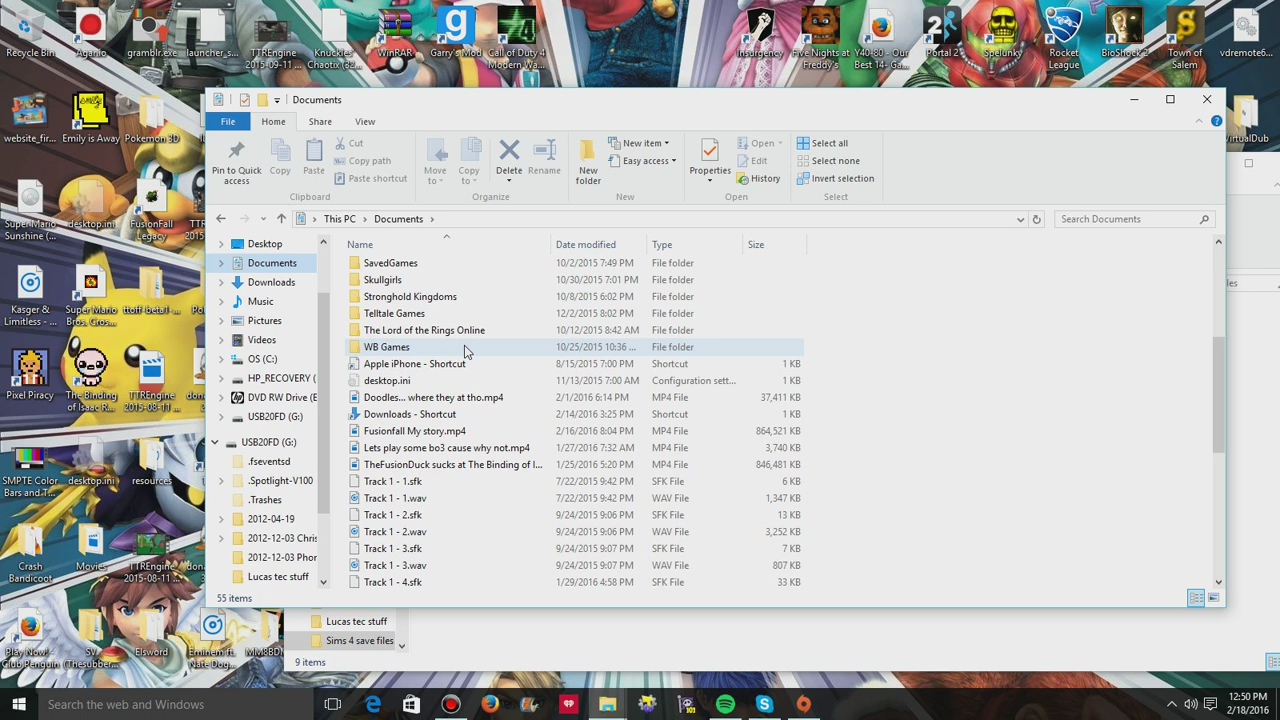 Recycle Bin
Agario
gramblr.exe
launcher_s...
TTREngine
2015-09-11 ...
Knuckles
Chaotix (32...
WinRAR
Garry's Mod
Call of Duty 4
Modern Wa...
Insurgency
Five Nights at
Freddy's
Y40-80 - Our
Best 14- Ga...
Portal 2
Spelunky
Rocket
League
BioShock 2
Town of
Salem
vdremote6...
website_fir...
Emily is Away
Pokemon 3D
VirtualDub
Super Mario
Sunshine (...
desktop.ini
FusionFall
Legacy
Kasger &
Limitless - ...
Super Mario
Bros. Cros...
ttoff-beta1-...
Pixel Piracy
The Binding
of Isaac R...
TTREngine
2015-08-11 ...
SMPTE Color
Bars and T...
desktop.ini
resources
Crash
Bandicoot
Movies
TTREngine
2015-08-11 ...
Play Now! -
Club Penguin
SV
(Thesubber...
Elsword
Eminem ft.
Nate Dog...
MM8BD
Documents
File
Home
Share
View
Pin to Quick
access
Copy
Paste
Cut
Copy path
Paste shortcut
Clipboard
Move
to
Copy
to
Delete
Rename
Organize
New
folder
New item
Easy access
New
Properties
Open
Edit
History
Open
Select all
Select none
Invert selection
Select
This PC > Documents >
Search Documents
Desktop
Documents
Downloads
Music
Pictures
Videos
OS (C:)
HP_RECOVERY (
DVD RW Drive (E
USB20FD (G:)
USB20FD (G:)
.fseventsd
.Spotlight-V100
.Trashes
2012-04-19
2012-12-03 Chris
2012-12-03 Phor
Lucas tec stuff
Name Date modified Type Size
SavedGames 10/2/2015 7:49 PM File folder
Skullgirls 10/30/2015 7:01 PM File folder
Stronghold Kingdoms 10/8/2015 6:02 PM File folder
Telltale Games 12/2/2015 8:02 PM File folder
The Lord of the Rings Online 10/12/2015 8:42 AM File folder
WB Games 10/25/2015 10:36 ... File folder
Apple iPhone - Shortcut 8/15/2015 7:00 PM Shortcut 1 KB
desktop.ini 11/13/2015 7:00 AM Configuration sett... 1 KB
Doodles... where they at tho.mp4 2/1/2016 6:14 PM MP4 File 37,411 KB
Downloads - Shortcut 2/14/2016 3:25 PM Shortcut 1 KB
Fusionfall My story.mp4 2/16/2016 8:04 PM MP4 File 864,521 KB
Lets play some bo3 cause why not.mp4 1/27/2016 7:32 AM MP4 File 3,740 KB
TheFusionDuck sucks at The Binding of I... 1/25/2016 5:20 PM MP4 File 846,481 KB
Track 1 - 1.sfk 7/22/2015 9:42 PM SFK File 6 KB
Track 1 - 1.wav 7/22/2015 9:42 PM WAV File 1,347 KB
Track 1 - 2.sfk 9/24/2015 9:06 PM SFK File 13 KB
Track 1 - 2.wav 9/24/2015 9:06 PM WAV File 3,252 KB
Track 1 - 3.sfk 9/24/2015 9:07 PM SFK File 7 KB
Track 1 - 3.wav 9/24/2015 9:07 PM WAV File 807 KB
Track 1 - 4.sfk 1/29/2016 4:58 PM SFK File 33 KB
55 items
Lucas tec stuff
Sims 4 save files
9 items
Search the web and Windows
12:50 PM
2/18/2016